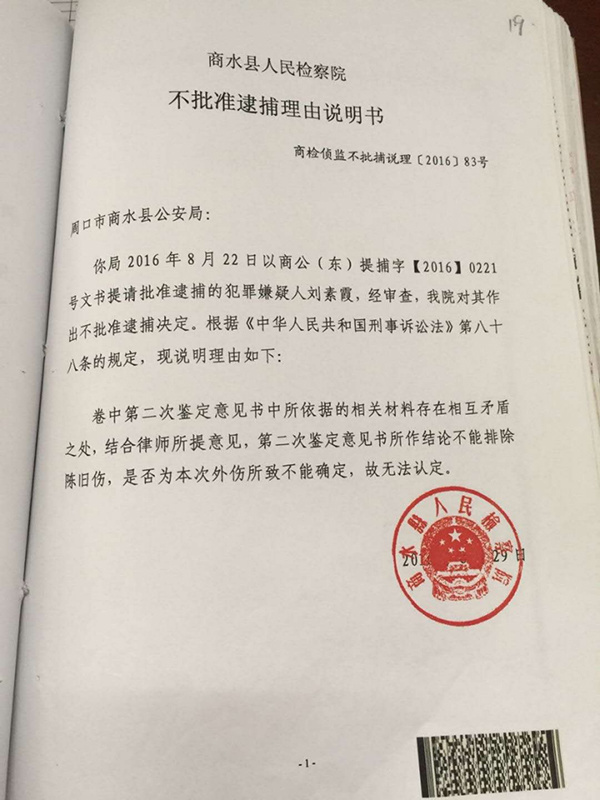 19
商水县人民检察院
不批准逮捕理由说明书
商检侦监不批捕说理〔2016〕83号
周口市商水县公安局：
你局 2016 年 8 月 22 日以商公（东）提捕字【2016】0221
号文书提请批准逮捕的犯罪嫌疑人刘素霞，经审查，我院对其作
出不批准逮捕决定。根据《中华人民共和国刑事诉讼法》第八十
八条的规定，现说明理由如下：
卷中第二次鉴定意见书中所依据的相关材料存在相互矛盾
之处，结合律师所提意见，第二次鉴定意见书所作结论不能排除
陈旧伤，是否为本次外伤所致不能确定，故无法认定。
商水县人民检察院
201 29 日
-1-